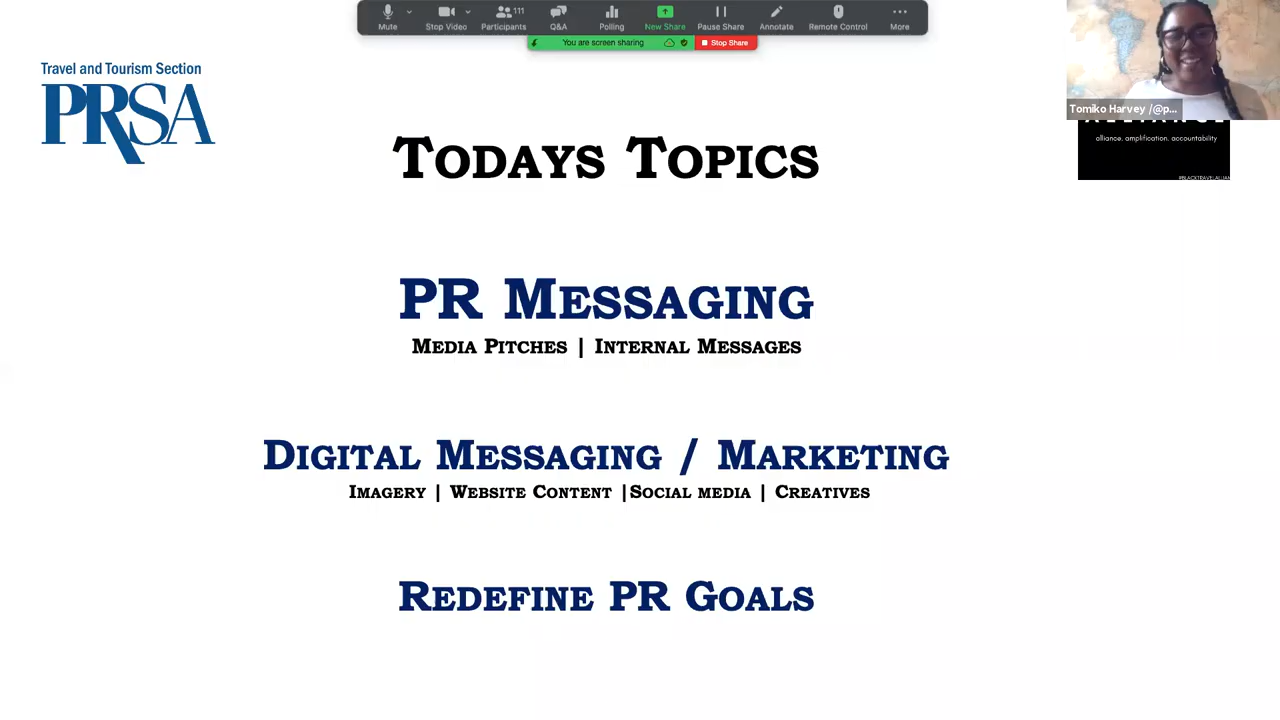 Mute
Stop Video
Participants
111
Q&A
Polling
New Share
Pause Share
Annotate
Remote Control
More
You are screen sharing
Stop Share
Tomiko Harvey /@p...
alliance. amplification. accountability
#BLACKTRAVELALLIAN
Travel and Tourism Section
PRSA
Todays Topics
PR Messaging
Media Pitches | Internal Messages
Digital Messaging / Marketing
Imagery | Website Content |Social media | Creatives
Redefine PR Goals